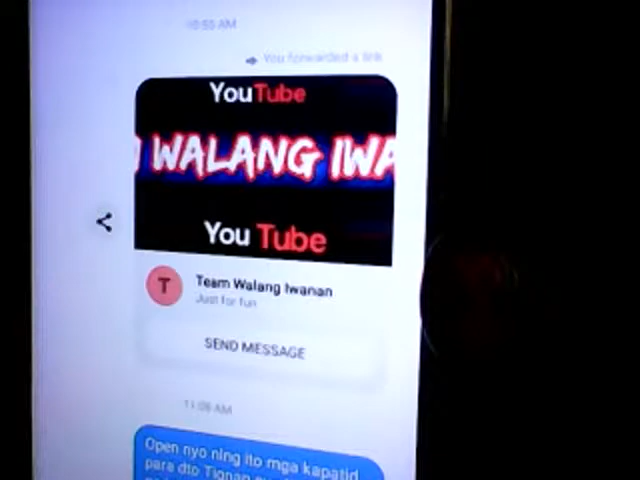 10:55 AM
You forwarded a link
YouTube
WALANG IWA
You Tube
T
Team Walang Iwanan
Just for fun
SEND MESSAGE
11:09 AM
Open nyo ning ito mga kapatid
para dto Tignan